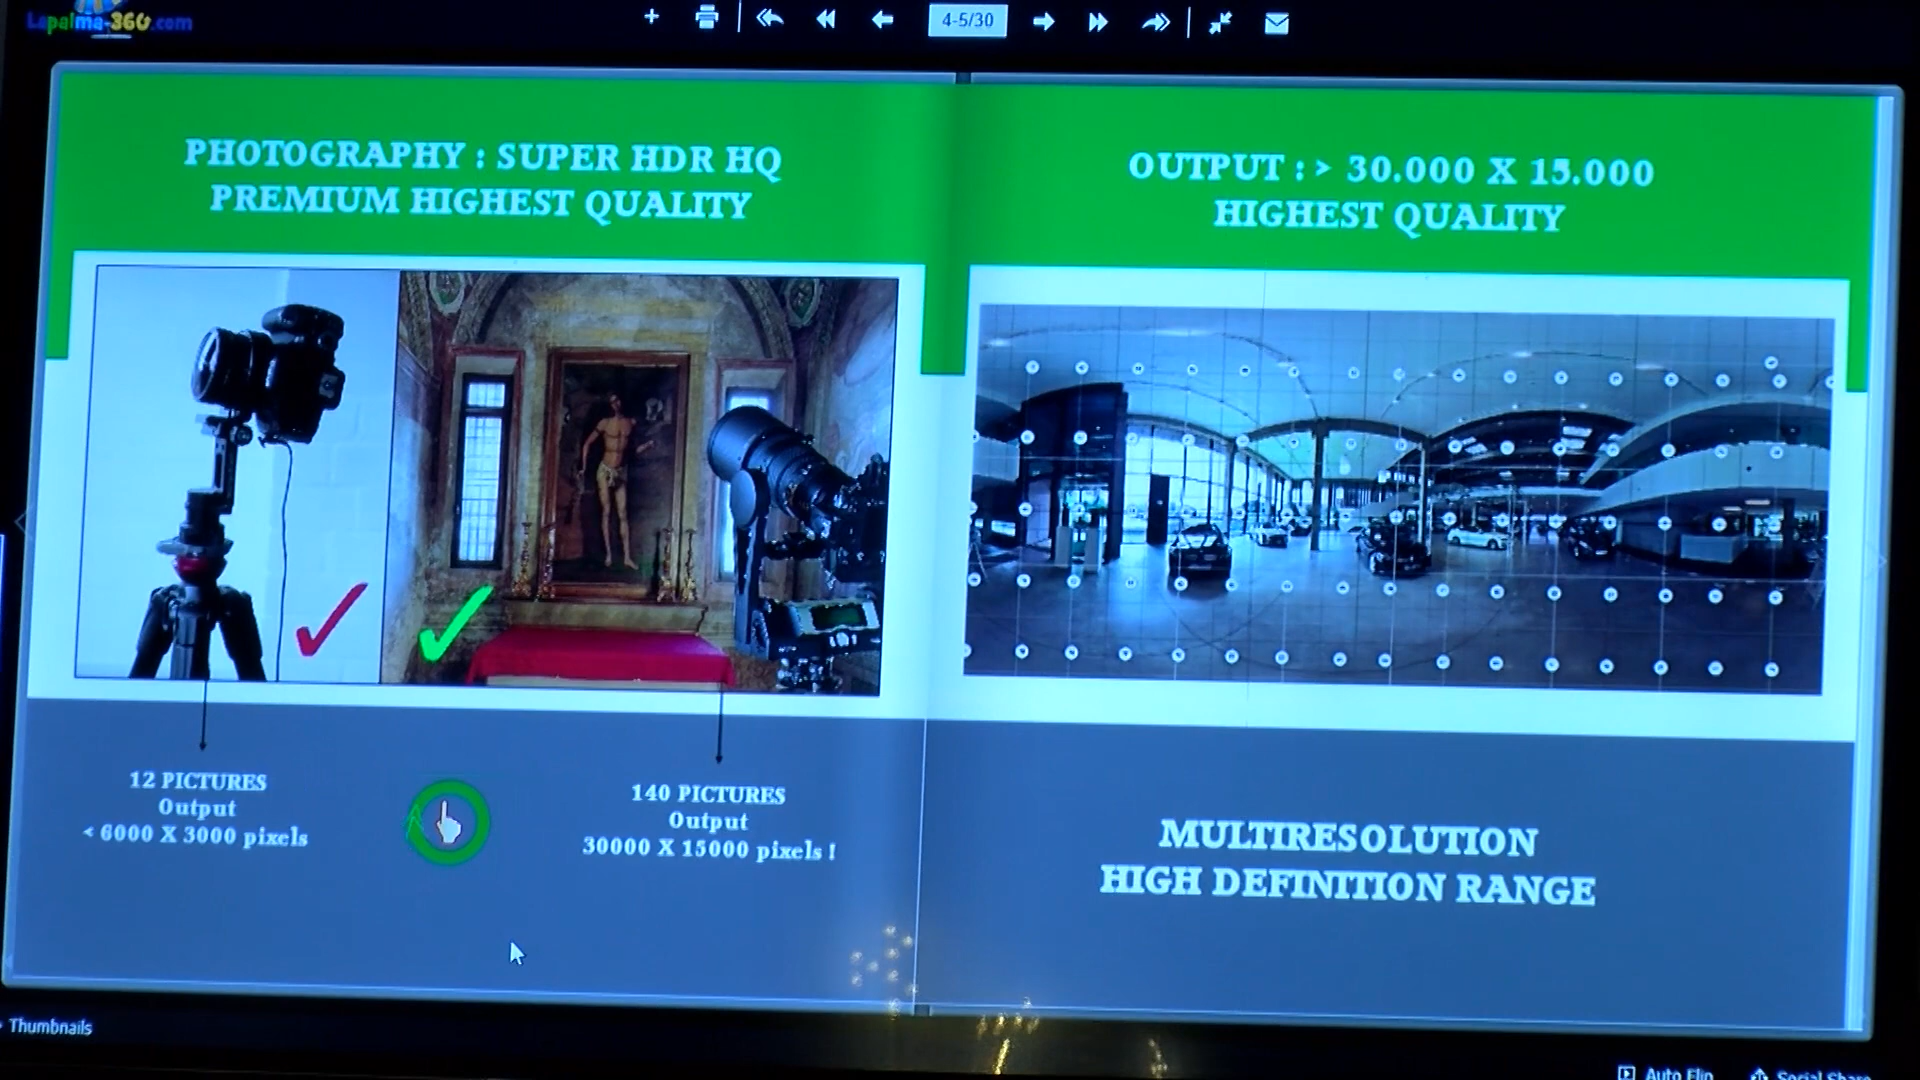 Lapalma-360.com
4-5/30
PHOTOGRAPHY : SUPER HDR HQ
PREMIUM HIGHEST QUALITY
OUTPUT : > 30.000 X 15.000
HIGHEST QUALITY
12 PICTURES
Output
< 6000 X 3000 pixels
140 PICTURES
Output
30000 X 15000 pixels !
MULTIRESOLUTION
HIGH DEFINITION RANGE
Thumbnails
Auto Flip
Social Share